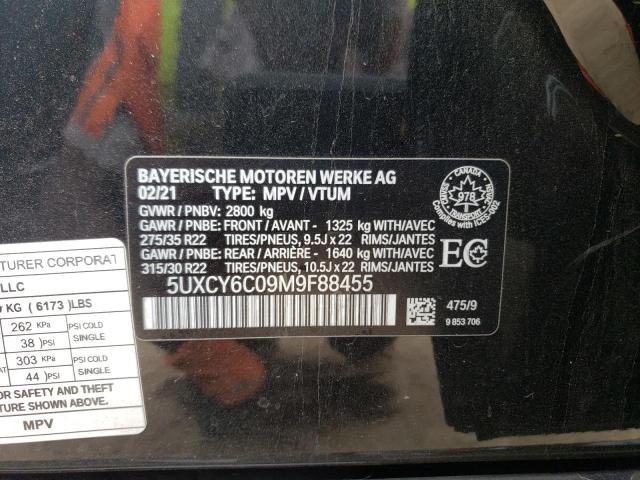 BAYERISCHE MOTOREN WERKE AG
02/21 TYPE: MPV / VTUM
GVWR / PNBV: 2800 kg
GAWR / PNBE: FRONT / AVANT - 1325 kg WITH/AVEC
275/35 R22 TIRES/PNEUS, 9.5J x 22 RIMS/JANTES
GAWR / PNBE: REAR / ARRIÈRE - 1640 kg WITH/AVEC
315/30 R22 TIRES/PNEUS, 10.5J x 22 RIMS/JANTES
5UXCY6C09M9F88455
CANADA
978
TRANSPORT
CMVSS
ICES-002
EC
475/9
9 853 706
TURER CORPORAT
LLC
KG ( 6173 )LBS
262 KPa PSI COLD
38 ) PSI SINGLE
303 KPa PSI COLD
44 ) PSI SINGLE
OR SAFETY AND THEFT
TURE SHOWN ABOVE.
MPV